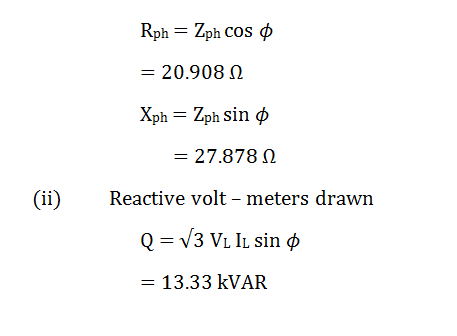 Rph = Zph cos ϕ
= 20.908 Ω
Xph = Zph sin ϕ
= 27.878 Ω
(ii) Reactive volt – meters drawn
Q = √3 VL IL sin ϕ
= 13.33 kVAR